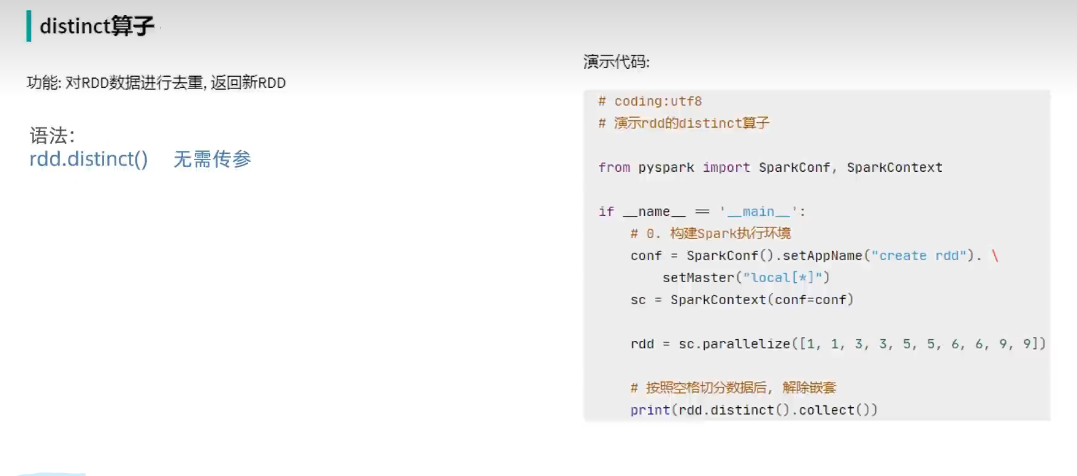 distinct算子
功能: 对RDD数据进行去重, 返回新RDD
语法:
rdd.distinct() 无需传参
演示代码:
# coding:utf8
# 演示rdd的distinct算子
from pyspark import SparkConf, SparkContext
if __name__ == '__main__':
# 0. 构建Spark执行环境
conf = SparkConf().setAppName("create rdd"). \
setMaster("local[*]")
sc = SparkContext(conf=conf)
rdd = sc.parallelize([1, 1, 3, 3, 5, 5, 6, 6, 9, 9])
# 按照空格切分数据后, 解除嵌套
print(rdd.distinct().collect())